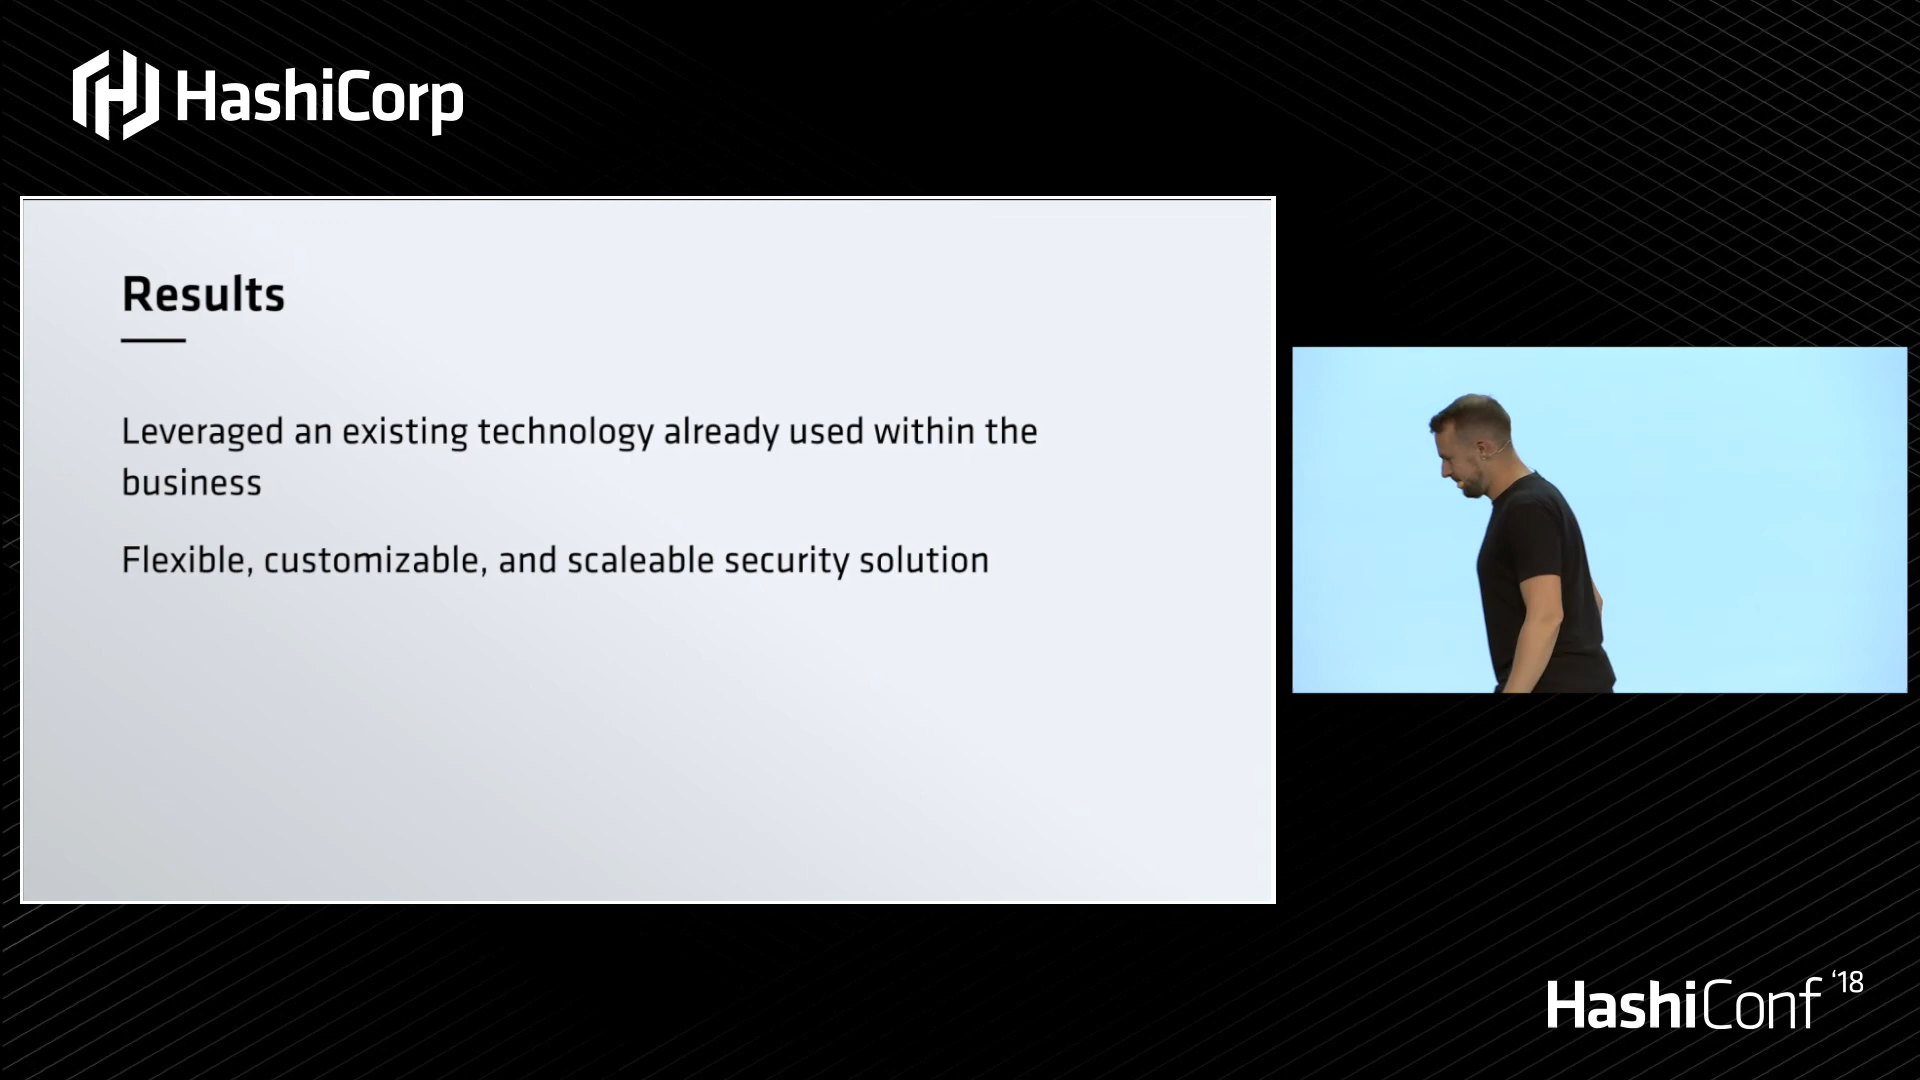 HashiCorp
Results
Leveraged an existing technology already used within the
business
Flexible, customizable, and scaleable security solution
HashiConf '18